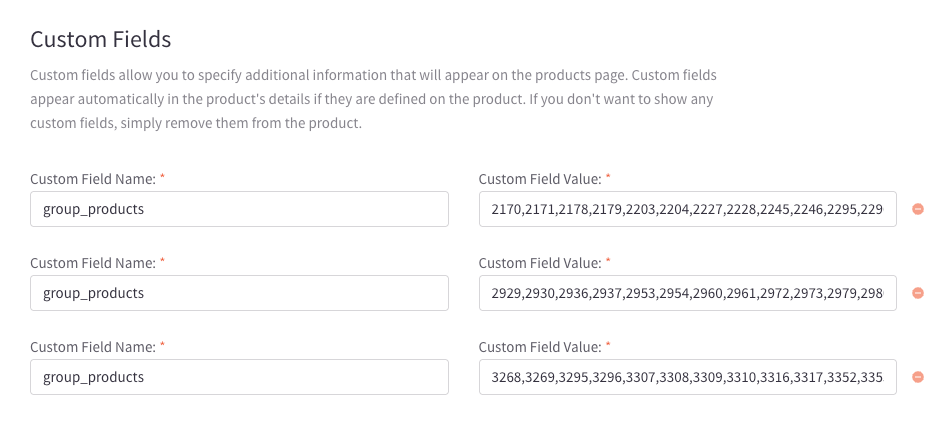 Custom Fields
Custom fields allow you to specify additional information that will appear on the products page. Custom fields
appear automatically in the product's details if they are defined on the product. If you don't want to show any
custom fields, simply remove them from the product.
Custom Field Name: *
Custom Field Value: *
group_products
2170,2171,2178,2179,2203,2204,2227,2228,2245,2246,2295,229
Custom Field Name: *
Custom Field Value: *
group_products
2929,2930,2936,2937,2953,2954,2960,2961,2972,2973,2979,298
Custom Field Name: *
Custom Field Value: *
group_products
3268,3269,3295,3296,3307,3308,3309,3310,3316,3317,3352,335